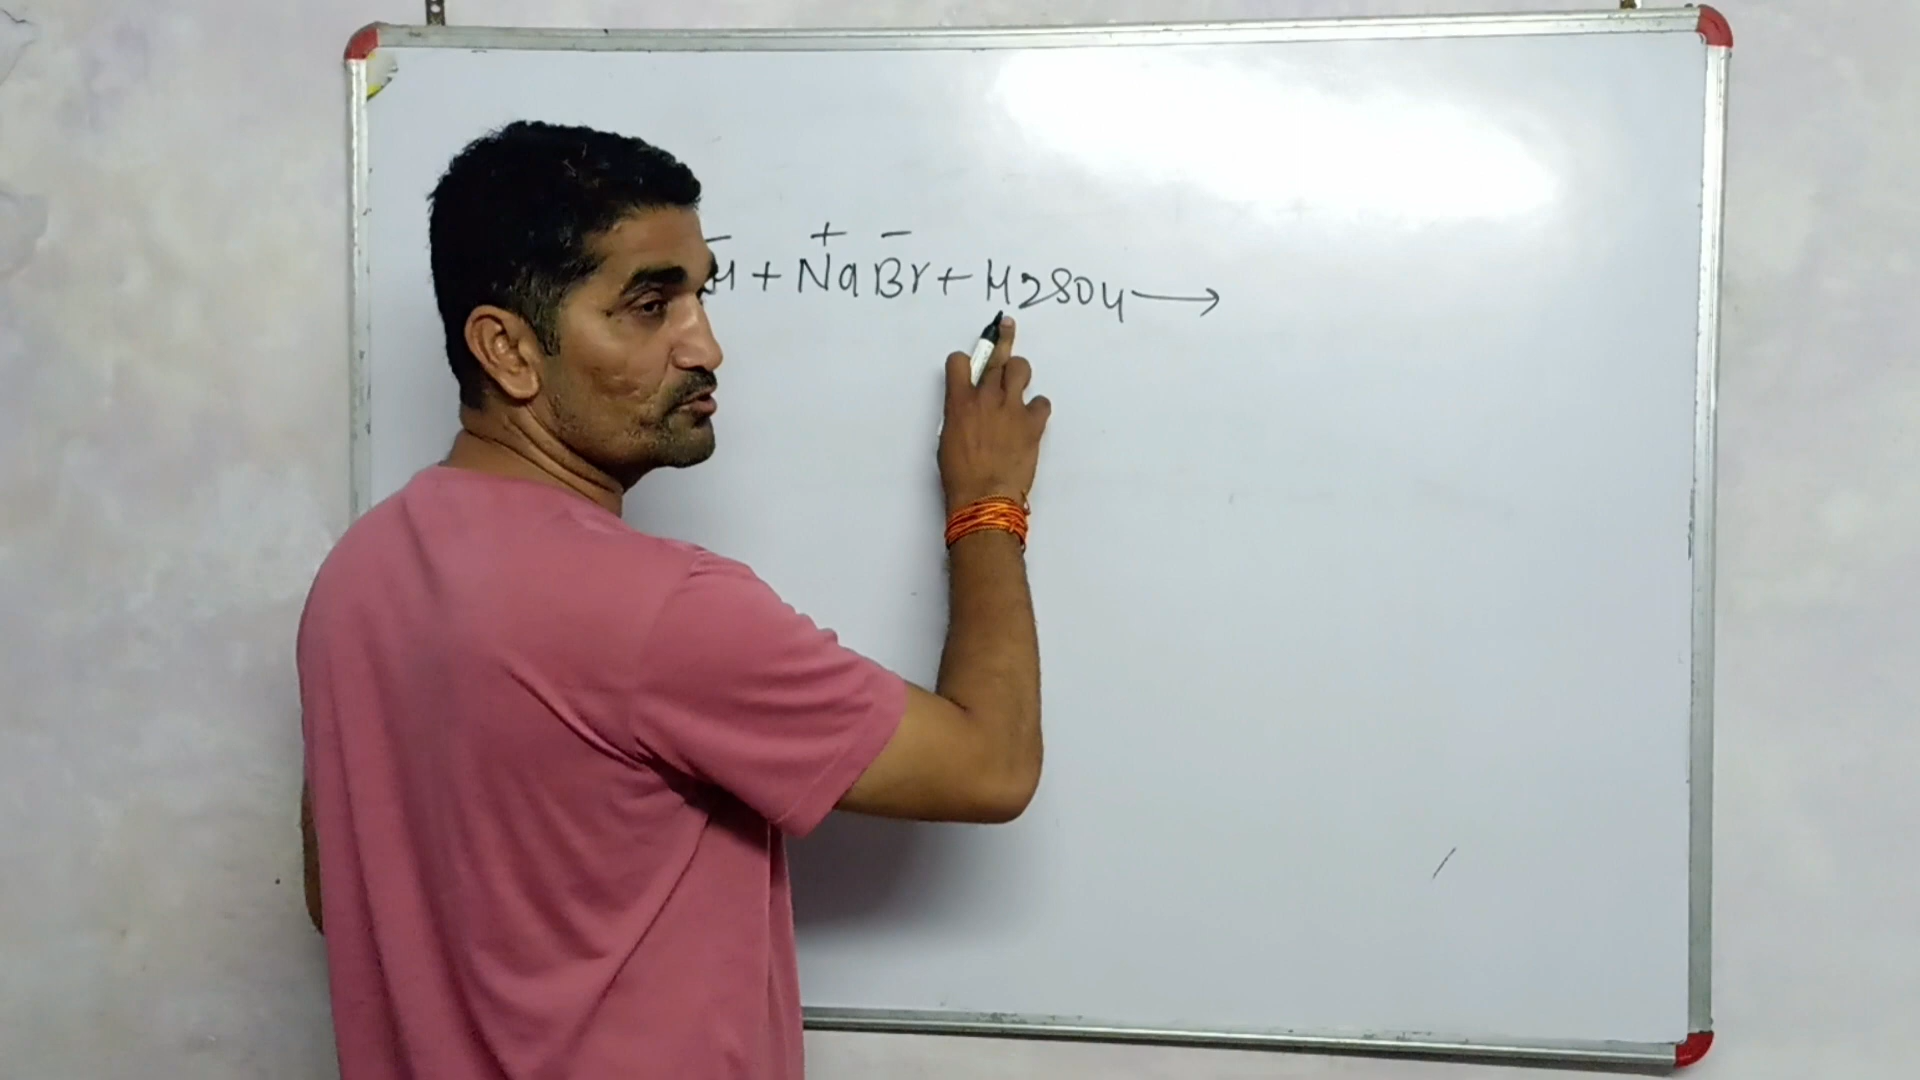 – + –
H + NaBr + H2SO4 ⟶